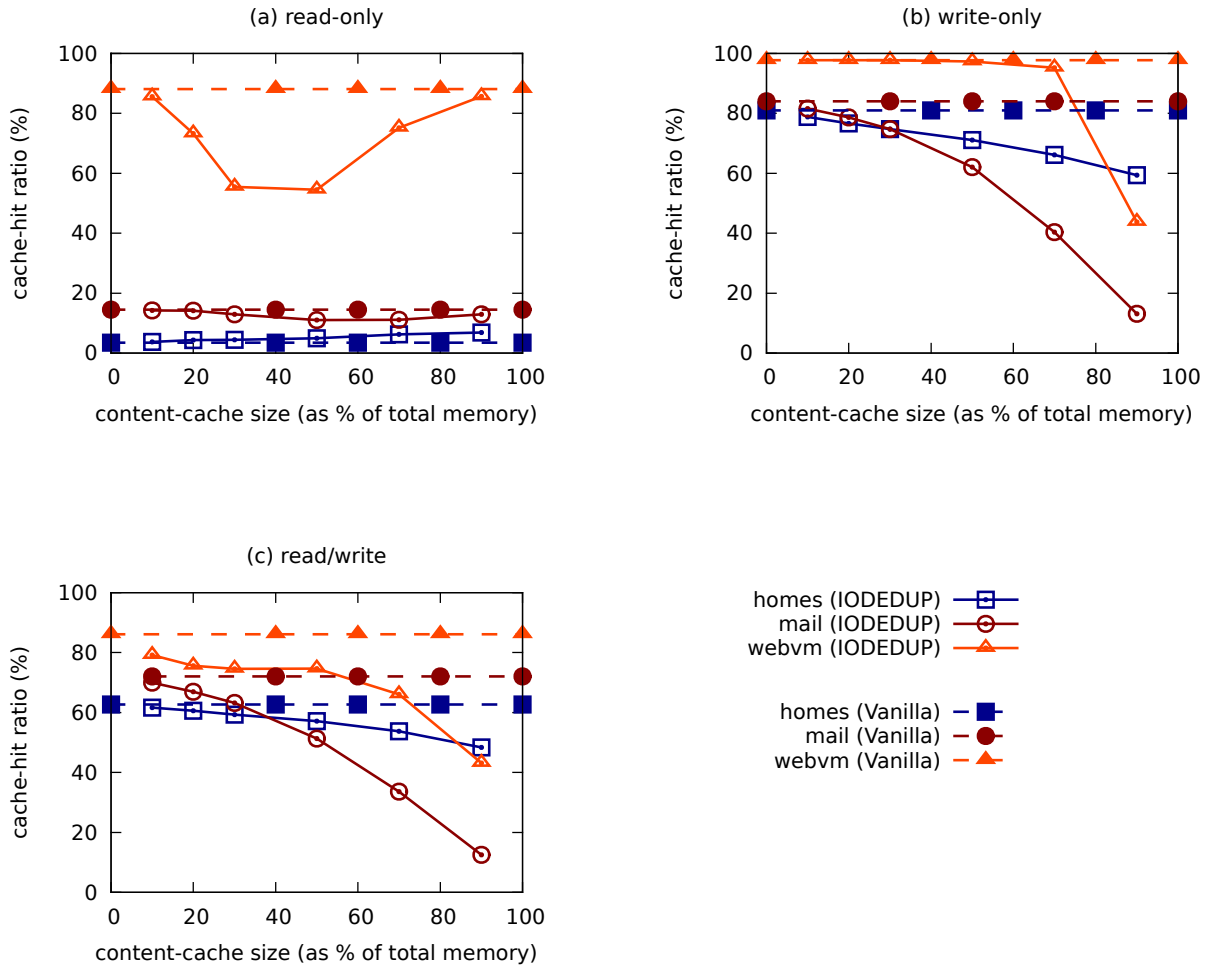 (a) read-only
100
80
60
40
20
0
cache-hit ratio (%)
0 20 40 60 80 100
content-cache size (as % of total memory)
(b) write-only
100
80
60
40
20
0
cache-hit ratio (%)
0 20 40 60 80 100
content-cache size (as % of total memory)
(c) read/write
100
80
60
40
20
0
cache-hit ratio (%)
0 20 40 60 80 100
content-cache size (as % of total memory)
homes (IODEDUP)
mail (IODEDUP)
webvm (IODEDUP)
homes (Vanilla)
mail (Vanilla)
webvm (Vanilla)